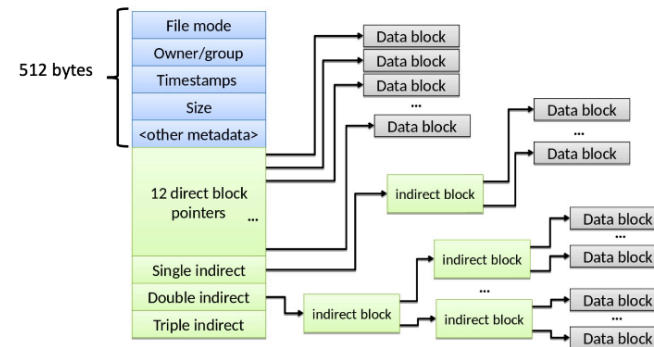 512 bytes
File mode
Owner/group
Timestamps
Size
<other metadata>
12 direct block
pointers
...
Single indirect
Double indirect
Triple indirect
Data block
Data block
Data block
...
Data block
indirect block
Data block
...
Data block
indirect block
indirect block
...
indirect block
Data block
...
Data block
Data block
...
Data block